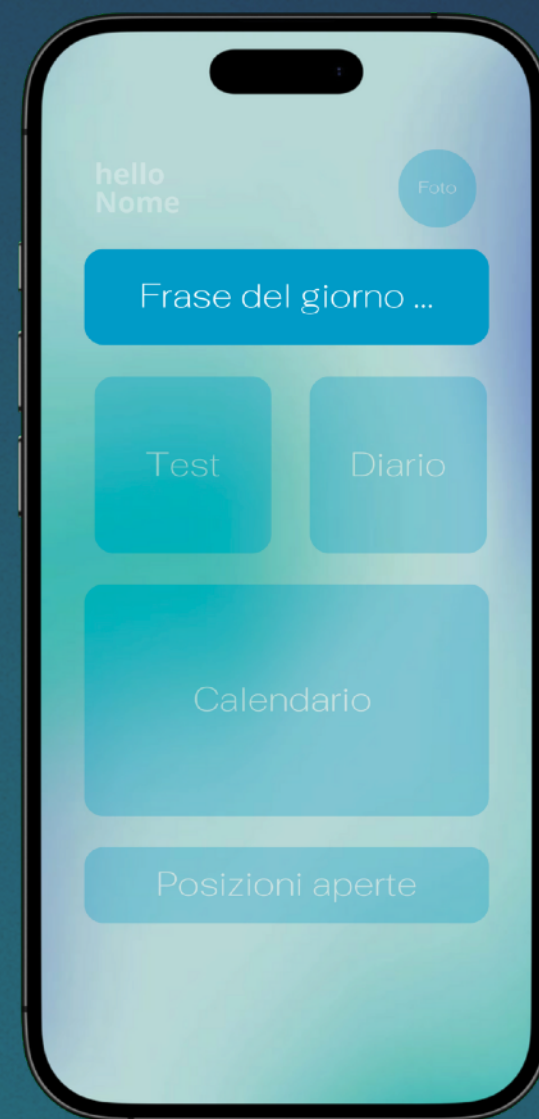 hello
Nome
Foto
Frase del giorno ...
Test
Diario
Calendario
Posizioni aperte